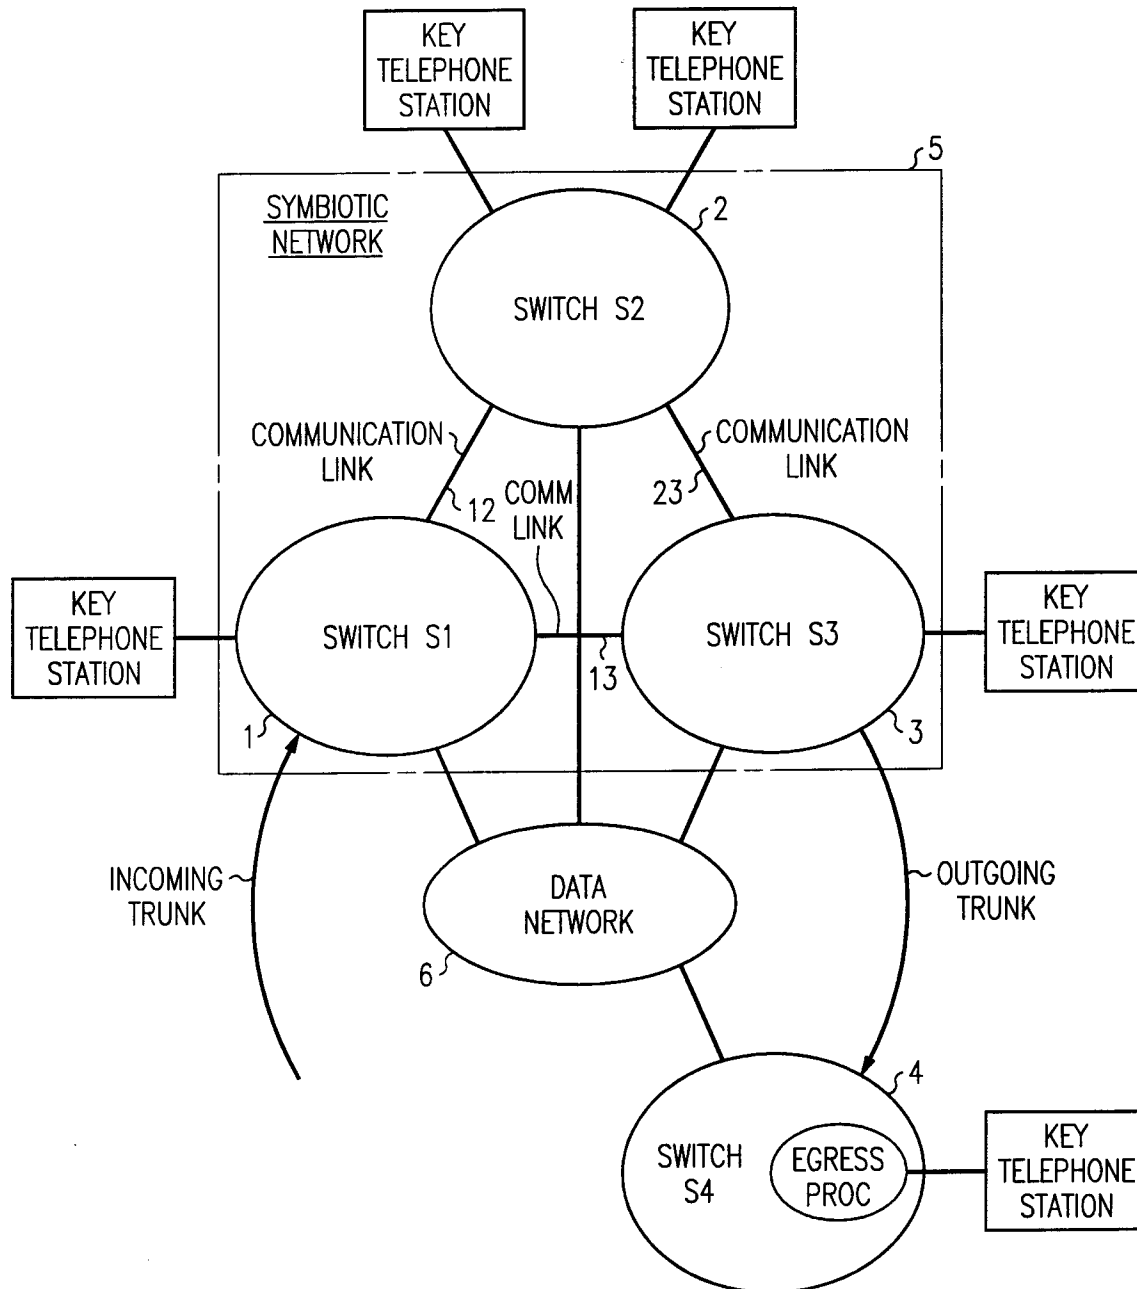 KEY
TELEPHONE
STATION
KEY
TELEPHONE
STATION
5
SYMBIOTIC
NETWORK
2
SWITCH S2
COMMUNICATION
LINK
COMMUNICATION
LINK
12
COMM
LINK
23
KEY
TELEPHONE
STATION
SWITCH S1
SWITCH S3
KEY
TELEPHONE
STATION
13
1
3
INCOMING
TRUNK
DATA
NETWORK
OUTGOING
TRUNK
6
4
SWITCH
S4
EGRESS
PROC
KEY
TELEPHONE
STATION